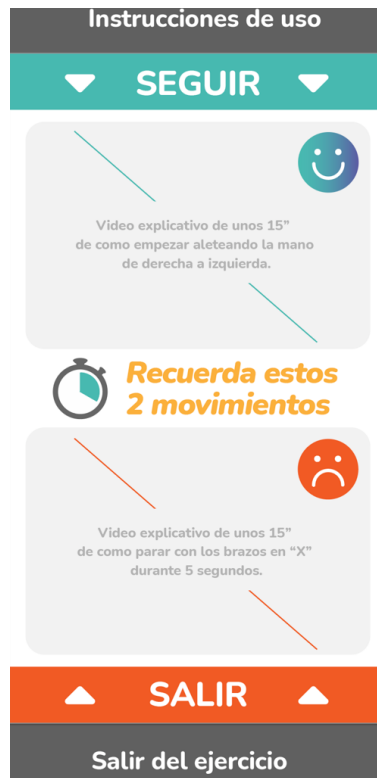 Instrucciones de uso
SEGUIR
Video explicativo de unos 15”
de como empezar aleteando la mano
de derecha a izquierda.
Recuerda estos
2 movimientos
Video explicativo de unos 15”
de como parar con los brazos en “X”
durante 5 segundos.
SALIR
Salir del ejercicio